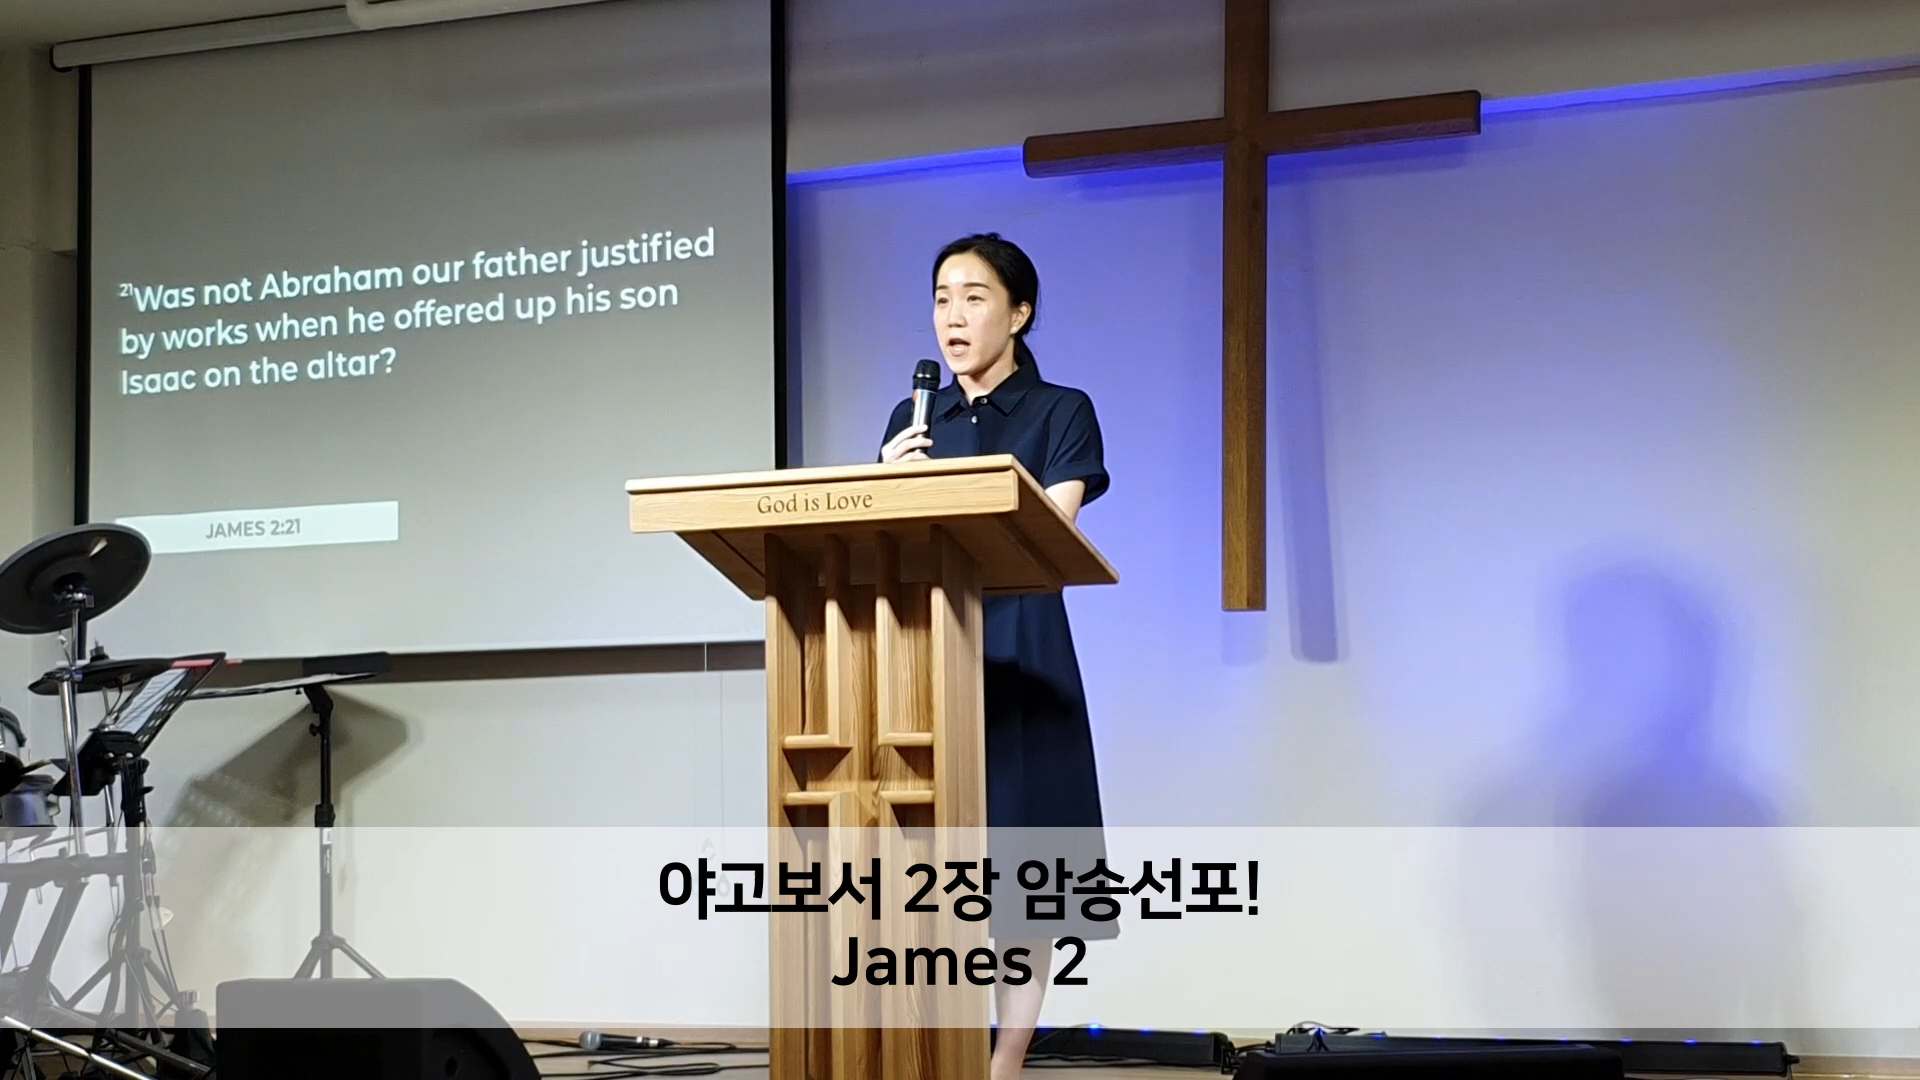 ²¹Was not Abraham our father justified
by works when he offered up his son
Isaac on the altar?
JAMES 2:21
God is Love
야고보서 2장 암송선포!
James 2